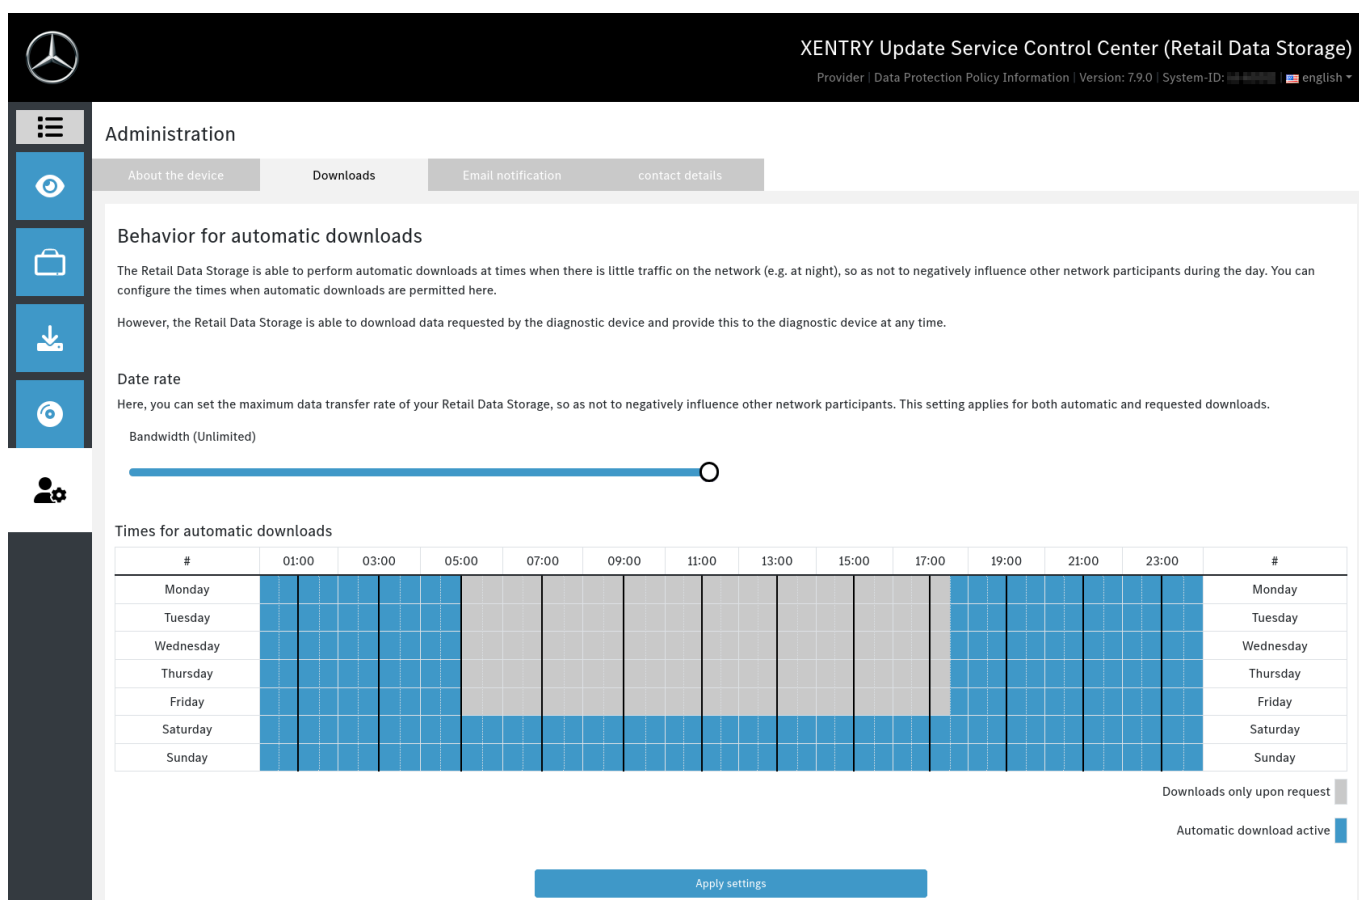 XENTRY Update Service Control Center (Retail Data Storage)
Provider | Data Protection Policy Information | Version: 7.9.0 | System-ID: | english
Administration
About the device Downloads Email notification contact details
Behavior for automatic downloads
The Retail Data Storage is able to perform automatic downloads at times when there is little traffic on the network (e.g. at night), so as not to negatively influence other network participants during the day. You can
configure the times when automatic downloads are permitted here.
However, the Retail Data Storage is able to download data requested by the diagnostic device and provide this to the diagnostic device at any time.
Date rate
Here, you can set the maximum data transfer rate of your Retail Data Storage, so as not to negatively influence other network participants. This setting applies for both automatic and requested downloads.
Bandwidth (Unlimited)
Times for automatic downloads
# 01:00 03:00 05:00 07:00 09:00 11:00 13:00 15:00 17:00 19:00 21:00 23:00 #
Monday Monday
Tuesday Tuesday
Wednesday Wednesday
Thursday Thursday
Friday Friday
Saturday Saturday
Sunday Sunday
Downloads only upon request
Automatic download active
Apply settings